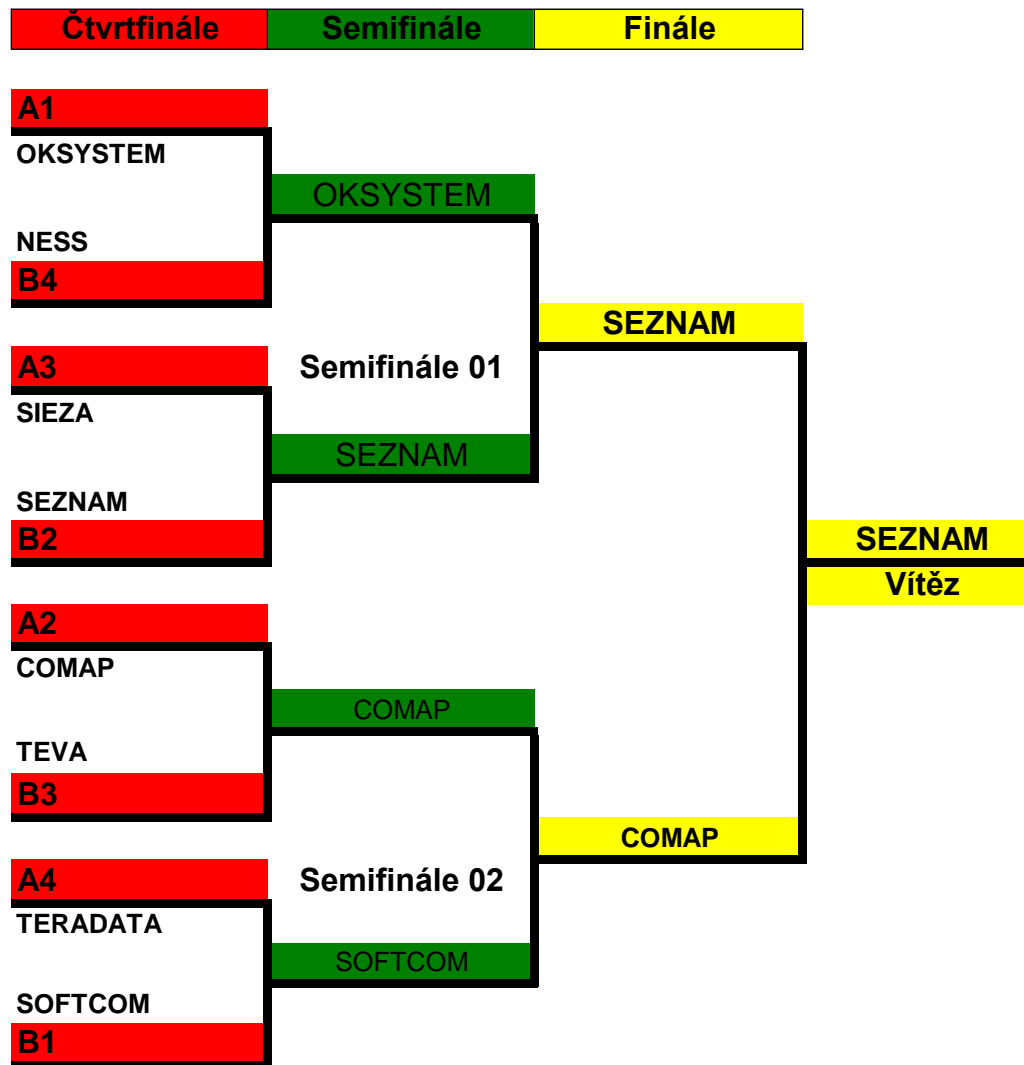 Čtvrtfinále Semifinále Finále
A1
OKSYSTEM
OKSYSTEM
NESS
B4
SEZNAM
A3 Semifinále 01
SIEZA
SEZNAM
SEZNAM
B2 SEZNAM
Vítěz
A2
COMAP
COMAP
TEVA
B3
COMAP
A4 Semifinále 02
TERADATA
SOFTCOM
SOFTCOM
B1